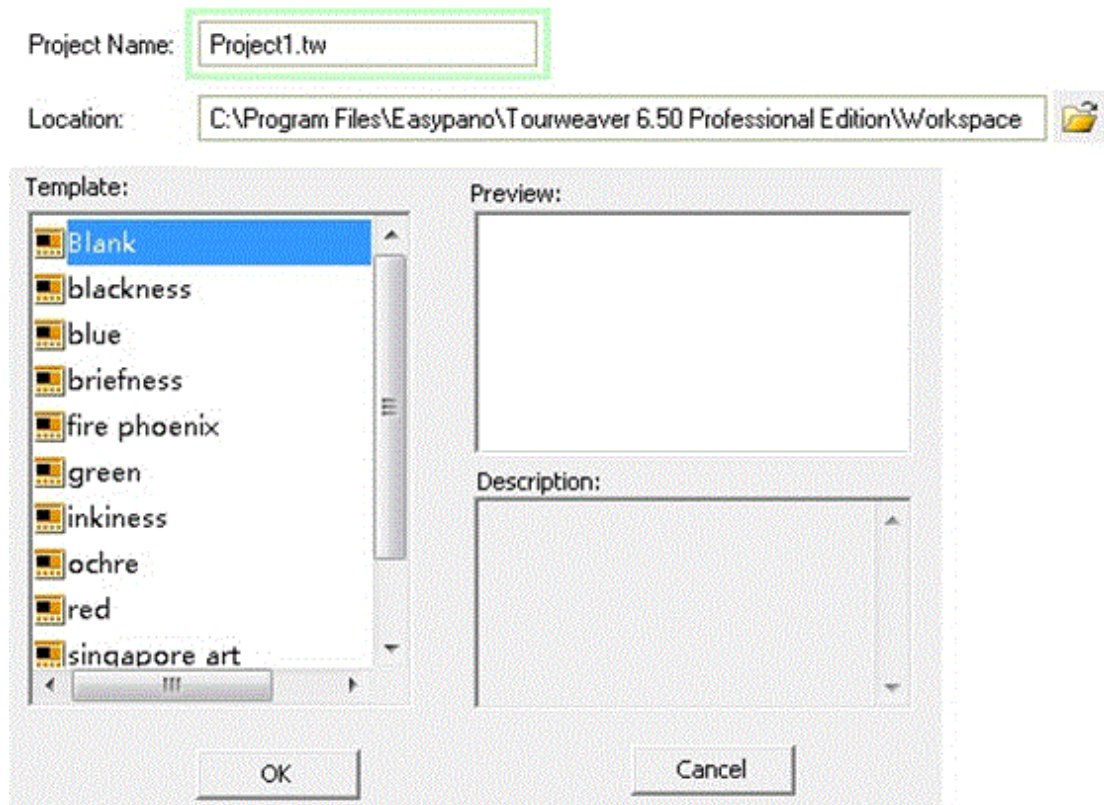 Project Name: Project1.tw
Location: C:\Program Files\Easypano\Tourweaver 6.50 Professional Edition\Workspace
Template:
Blank
blackness
blue
briefness
fire phoenix
green
inkiness
ochre
red
singapore art
Preview:
Description:
OK
Cancel